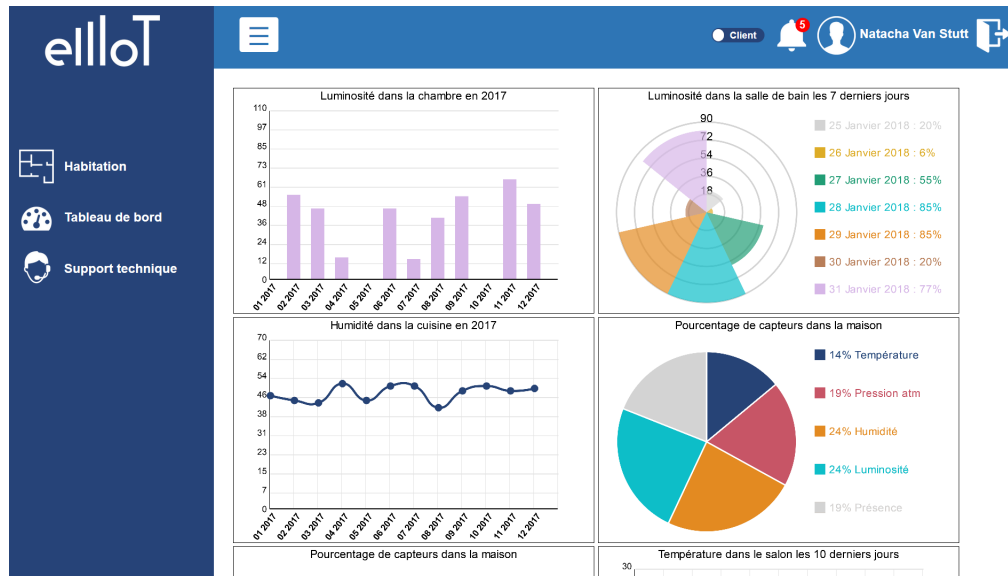 ellIoT
Client
5
Natacha Van Stutt
Habitation
Tableau de bord
Support technique
Luminosité dans la chambre en 2017
110
97
85
73
61
48
36
24
12
0
01 2017
02 2017
03 2017
04 2017
05 2017
06 2017
07 2017
08 2017
09 2017
10 2017
11 2017
12 2017
Luminosité dans la salle de bain les 7 derniers jours
90
72
54
36
18
25 Janvier 2018 : 20%
26 Janvier 2018 : 6%
27 Janvier 2018 : 55%
28 Janvier 2018 : 85%
29 Janvier 2018 : 85%
30 Janvier 2018 : 20%
31 Janvier 2018 : 77%
Humidité dans la cuisine en 2017
70
62
54
46
38
31
23
15
7
0
01 2017
02 2017
03 2017
04 2017
05 2017
06 2017
07 2017
08 2017
09 2017
10 2017
11 2017
12 2017
Pourcentage de capteurs dans la maison
14% Température
19% Pression atm
24% Humidité
24% Luminosité
19% Présence
Pourcentage de capteurs dans la maison
Température dans le salon les 10 derniers jours
30